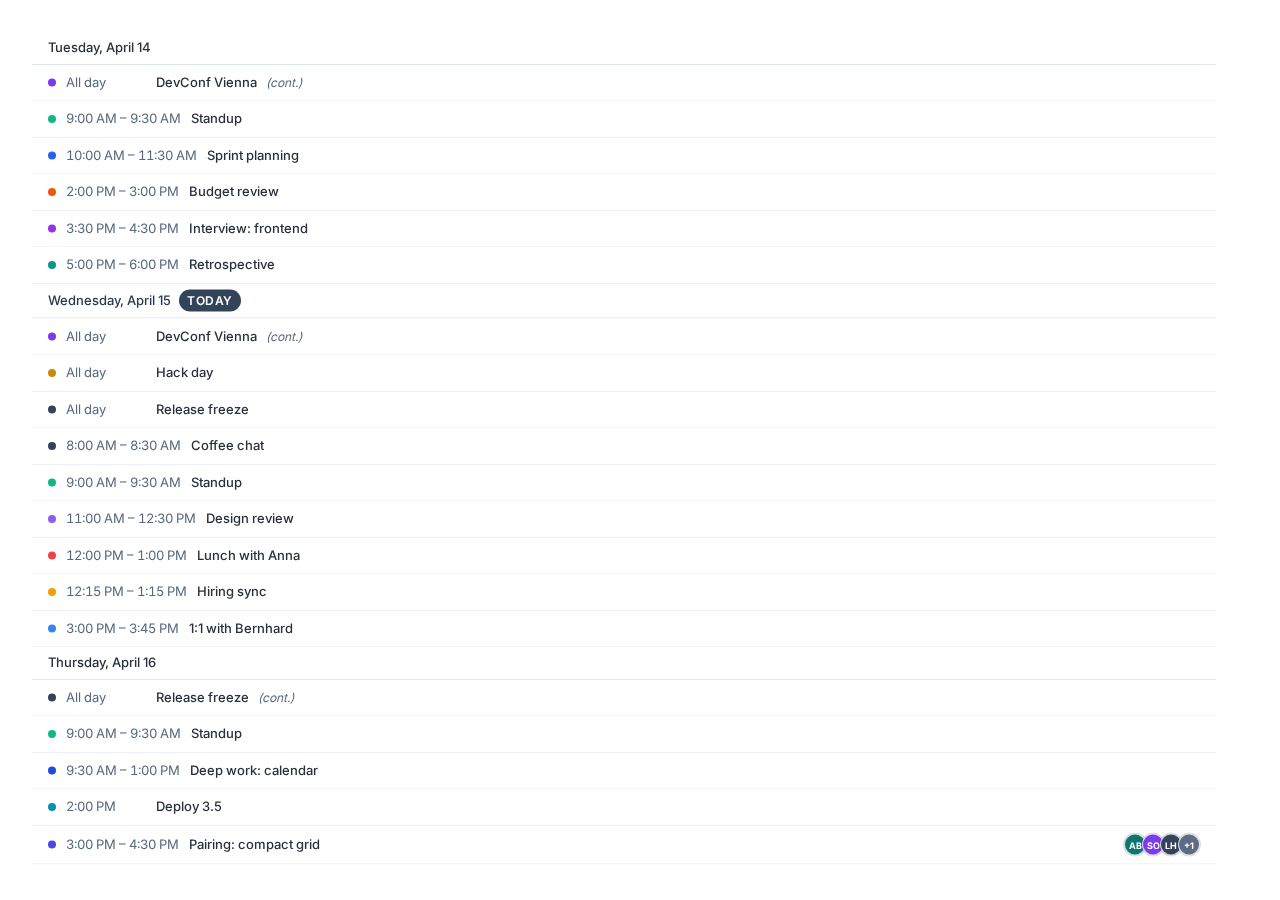 Tuesday, April 14
All day DevConf Vienna (cont.)
9:00 AM – 9:30 AM Standup
10:00 AM – 11:30 AM Sprint planning
2:00 PM – 3:00 PM Budget review
3:30 PM – 4:30 PM Interview: frontend
5:00 PM – 6:00 PM Retrospective
Wednesday, April 15 TODAY
All day DevConf Vienna (cont.)
All day Hack day
All day Release freeze
8:00 AM – 8:30 AM Coffee chat
9:00 AM – 9:30 AM Standup
11:00 AM – 12:30 PM Design review
12:00 PM – 1:00 PM Lunch with Anna
12:15 PM – 1:15 PM Hiring sync
3:00 PM – 3:45 PM 1:1 with Bernhard
Thursday, April 16
All day Release freeze (cont.)
9:00 AM – 9:30 AM Standup
9:30 AM – 1:00 PM Deep work: calendar
2:00 PM Deploy 3.5
3:00 PM – 4:30 PM Pairing: compact grid AB SO LH +1